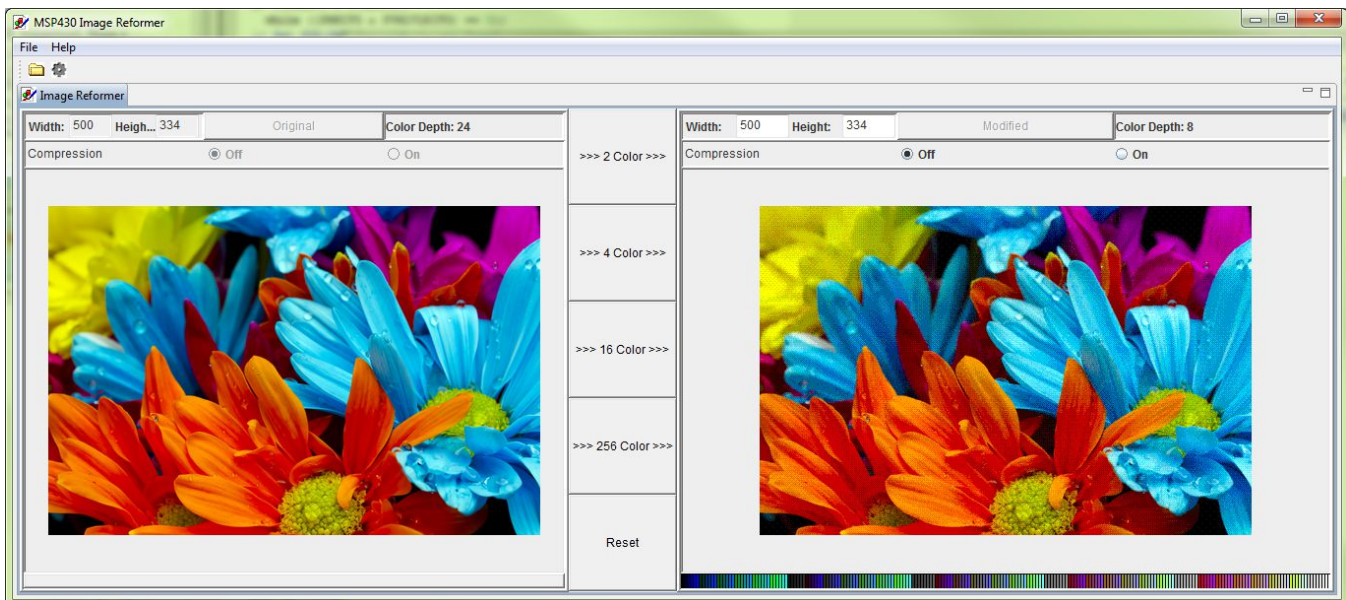 MSP430 Image Reformer
File Help
Image Reformer
Width: 500 Heigh... 334 Original Color Depth: 24
Compression Off On
>>> 2 Color >>>
>>> 4 Color >>>
>>> 16 Color >>>
>>> 256 Color >>>
Reset
Width: 500 Height: 334 Modified Color Depth: 8
Compression Off On